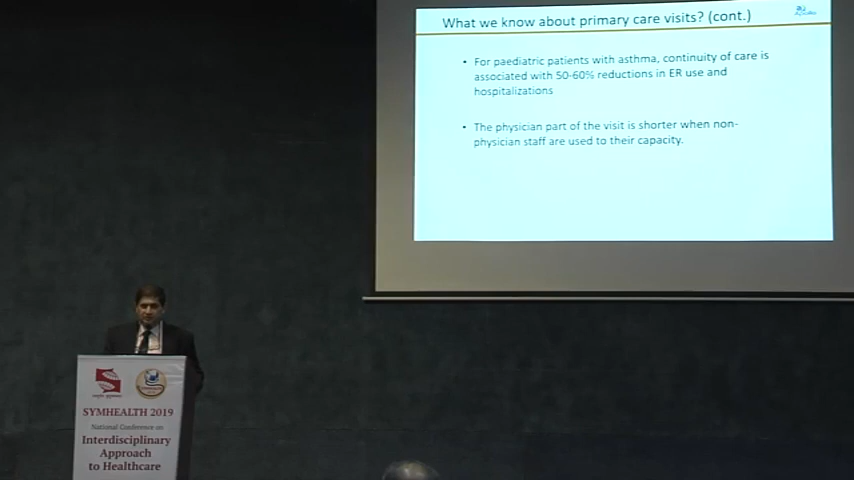 What we know about primary care visits? (cont.)
• For paediatric patients with asthma, continuity of care is
associated with 50-60% reductions in ER use and
hospitalizations
• The physician part of the visit is shorter when non-
physician staff are used to their capacity.
SYMHEALTH 2019
National Conference on
Interdisciplinary
Approach
to Healthcare